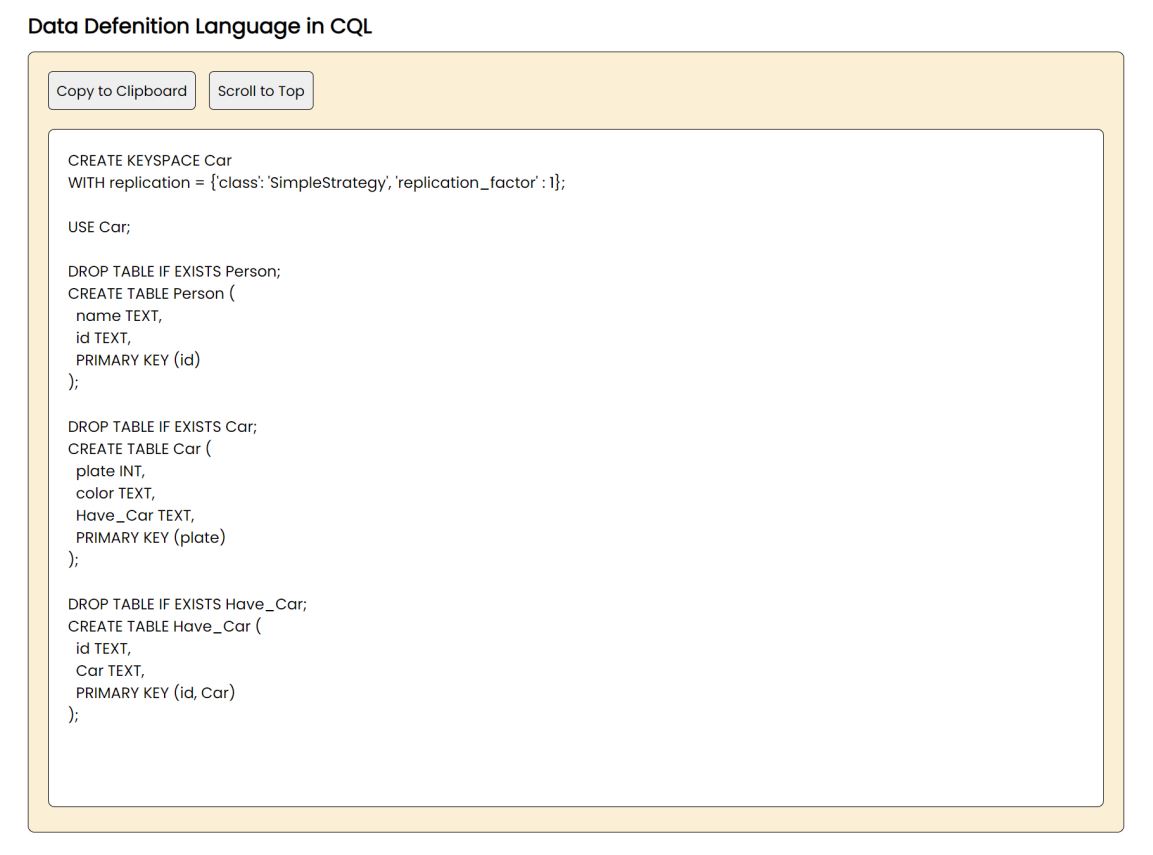 Data Defenition Language in CQL
Copy to Clipboard
Scroll to Top
CREATE KEYSPACE Car
WITH replication = {'class': 'SimpleStrategy', 'replication_factor' : 1};
USE Car;
DROP TABLE IF EXISTS Person;
CREATE TABLE Person (
name TEXT,
id TEXT,
PRIMARY KEY (id)
);
DROP TABLE IF EXISTS Car;
CREATE TABLE Car (
plate INT,
color TEXT,
Have_Car TEXT,
PRIMARY KEY (plate)
);
DROP TABLE IF EXISTS Have_Car;
CREATE TABLE Have_Car (
id TEXT,
Car TEXT,
PRIMARY KEY (id, Car)
);